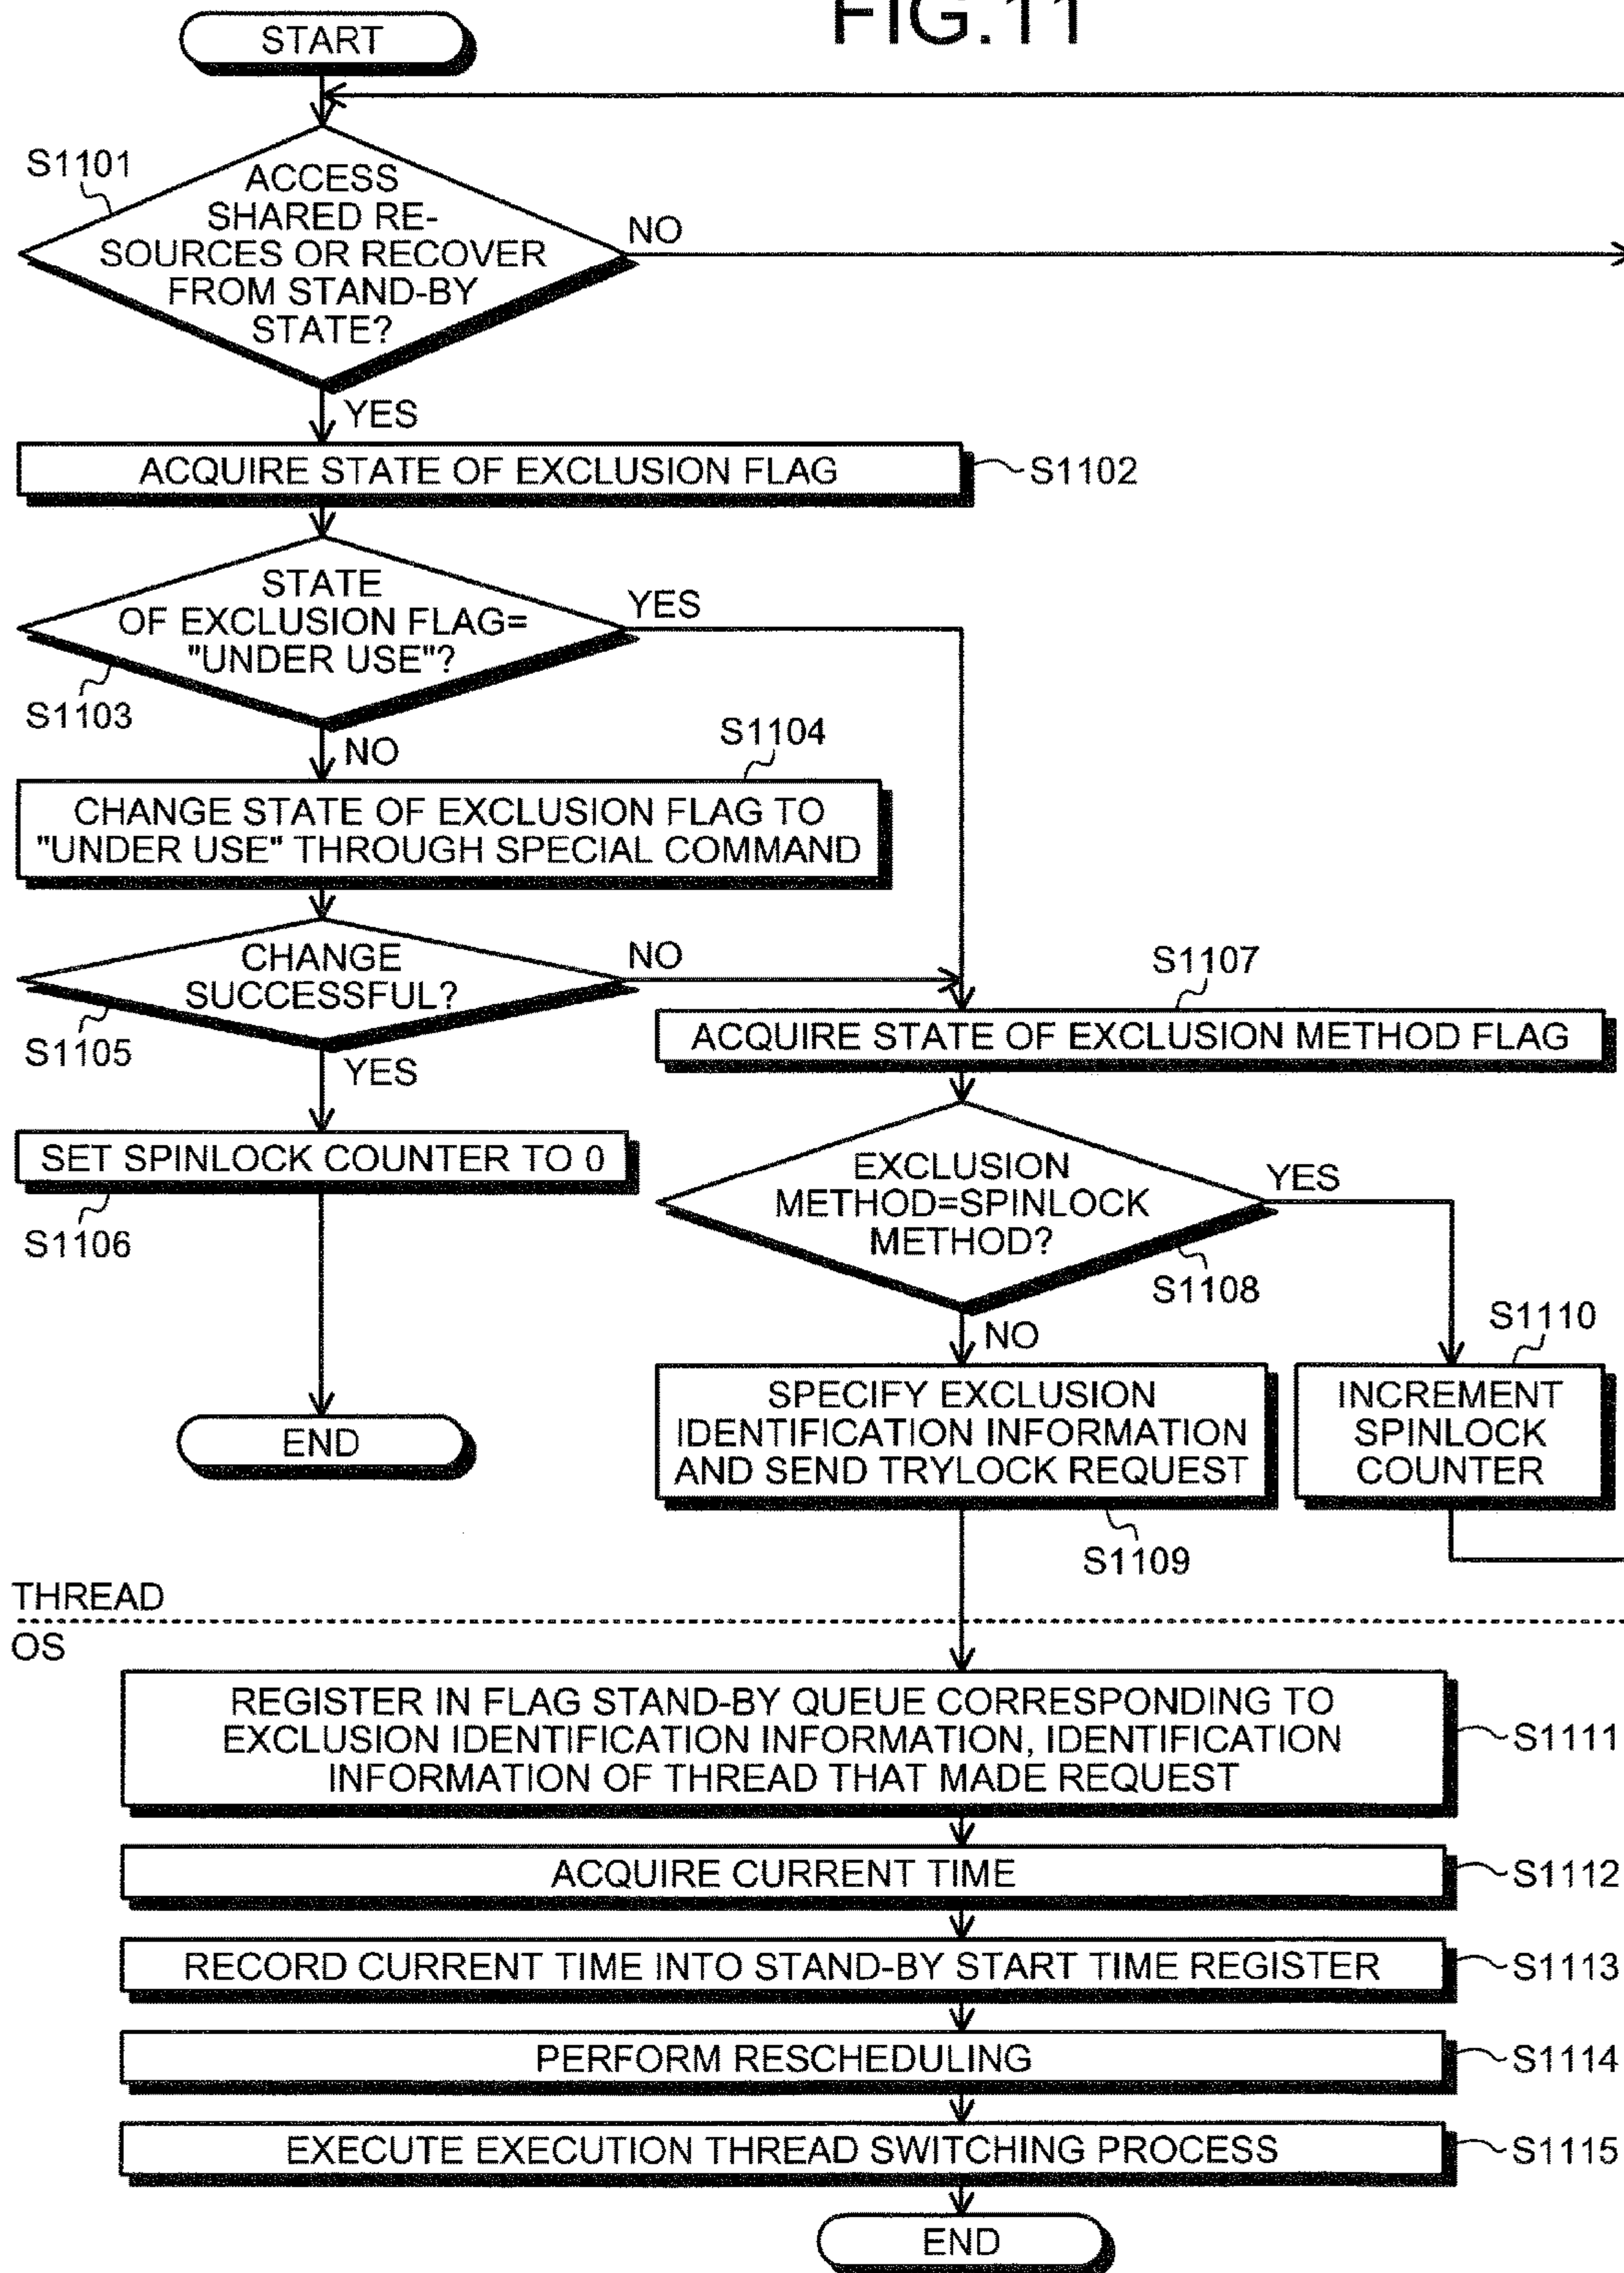 FIG.11
START
S1101
ACCESS
SHARED RE-
SOURCES OR RECOVER
FROM STAND-BY
STATE?
NO
YES
ACQUIRE STATE OF EXCLUSION FLAG
S1102
STATE
OF EXCLUSION FLAG=
"UNDER USE"?
YES
S1103
NO
S1104
CHANGE STATE OF EXCLUSION FLAG TO
"UNDER USE" THROUGH SPECIAL COMMAND
CHANGE
SUCCESSFUL?
NO
S1105
YES
S1107
ACQUIRE STATE OF EXCLUSION METHOD FLAG
SET SPINLOCK COUNTER TO 0
S1106
END
EXCLUSION
METHOD=SPINLOCK
METHOD?
YES
S1108
NO
S1110
SPECIFY EXCLUSION
IDENTIFICATION INFORMATION
AND SEND TRYLOCK REQUEST
S1109
INCREMENT
SPINLOCK
COUNTER
THREAD
OS
REGISTER IN FLAG STAND-BY QUEUE CORRESPONDING TO
EXCLUSION IDENTIFICATION INFORMATION, IDENTIFICATION
INFORMATION OF THREAD THAT MADE REQUEST
S1111
ACQUIRE CURRENT TIME
S1112
RECORD CURRENT TIME INTO STAND-BY START TIME REGISTER
S1113
PERFORM RESCHEDULING
S1114
EXECUTE EXECUTION THREAD SWITCHING PROCESS
S1115
END